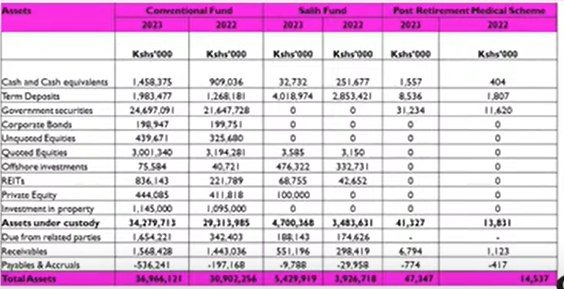 Assets Conventional Fund Salih Fund Post Retirement Medical Scheme
2023 2022 2023 2022 2023 2022
Kshs'000 Kshs'000 Kshs'000 Kshs'000 Kshs'000 Kshs'000
Cash and Cash equivalents 1,458,375 909,036 32,732 251,677 1,557 404
Term Deposits 1,983,477 1,268,181 4,018,974 2,853,421 8,536 1,807
Government securities 24,697,091 21,647,728 0 0 31,234 11,620
Corporate Bonds 198,947 199,751 0 0 0 0
Unquoted Equities 439,671 325,680 0 0 0 0
Quoted Equities 3,001,340 3,194,281 3,585 3,150 0 0
Offshore investments 75,584 40,721 476,322 332,731 0 0
REITs 836,143 221,789 68,755 42,652 0 0
Private Equity 444,085 411,818 100,000 0 0 0
Investment in property 1,145,000 1,095,000 0 0 0 0
Assets under custody 34,279,713 29,313,985 4,700,368 3,483,631 41,327 13,831
Due from related parties 1,654,221 342,403 188,143 174,626 - -
Receivables 1,568,428 1,443,036 551,196 298,419 6,794 1,123
Payables & Accruals -536,241 -197,168 -9,788 -29,958 -774 -417
Total Assets 36,966,121 30,902,256 5,429,919 3,926,718 47,347 14,537